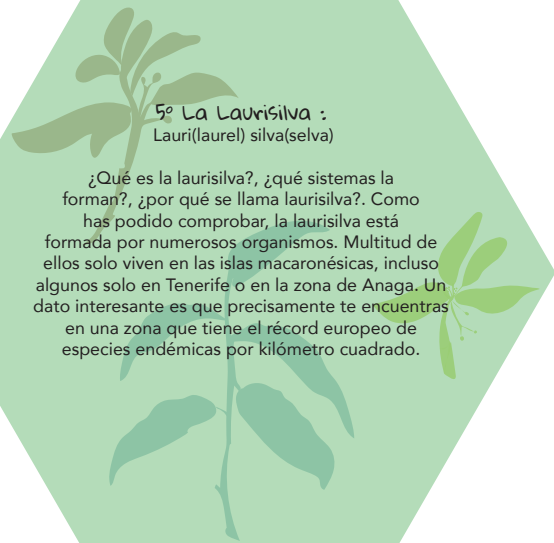 5º La Laurisilva :
Lauri(laurel) silva(selva)
¿Qué es la laurisilva?, ¿qué sistemas la
forman?, ¿por qué se llama laurisilva?. Como
has podido comprobar, la laurisilva está
formada por numerosos organismos. Multitud de
ellos solo viven en las islas macaronésicas, incluso
algunos solo en Tenerife o en la zona de Anaga. Un
dato interesante es que precisamente te encuentras
en una zona que tiene el récord europeo de
especies endémicas por kilómetro cuadrado.